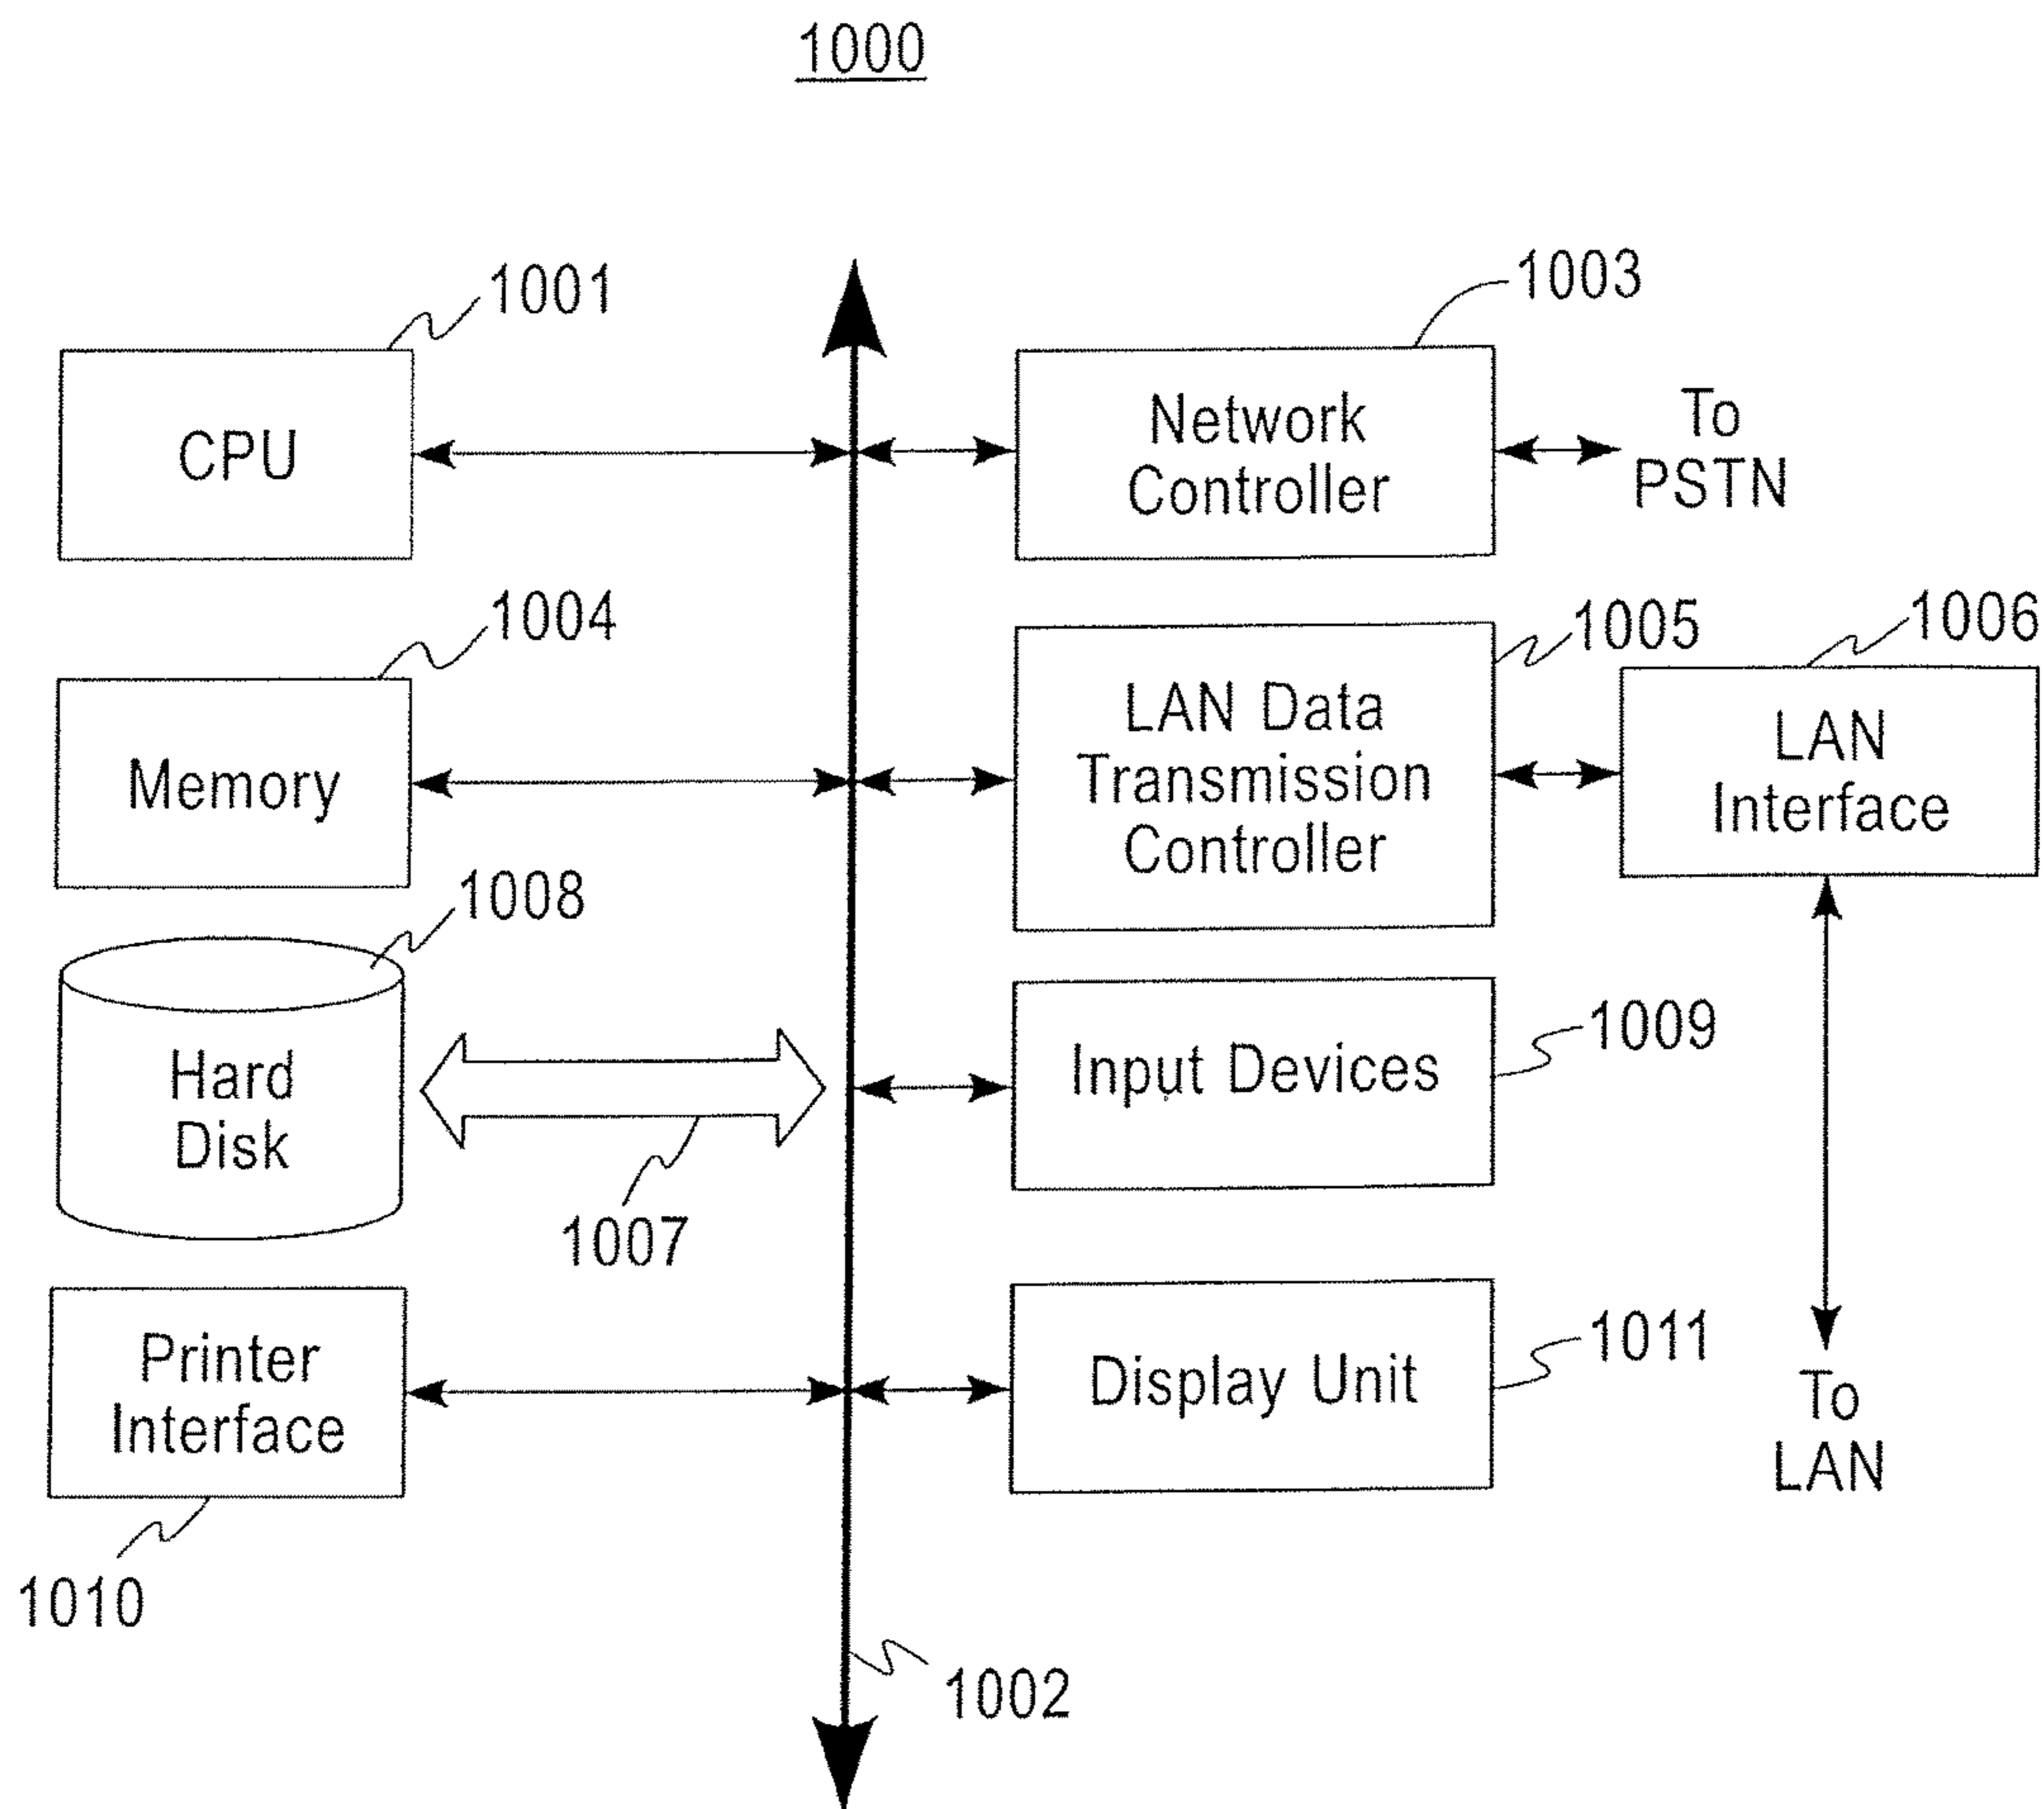 1000
1001
1003
CPU
Network
Controller
To
PSTN
1004
1005
1006
Memory
LAN Data
Transmission
Controller
LAN
Interface
1008
Hard
Disk
1007
Input Devices
1009
Printer
Interface
1010
Display Unit
1011
To
LAN
1002